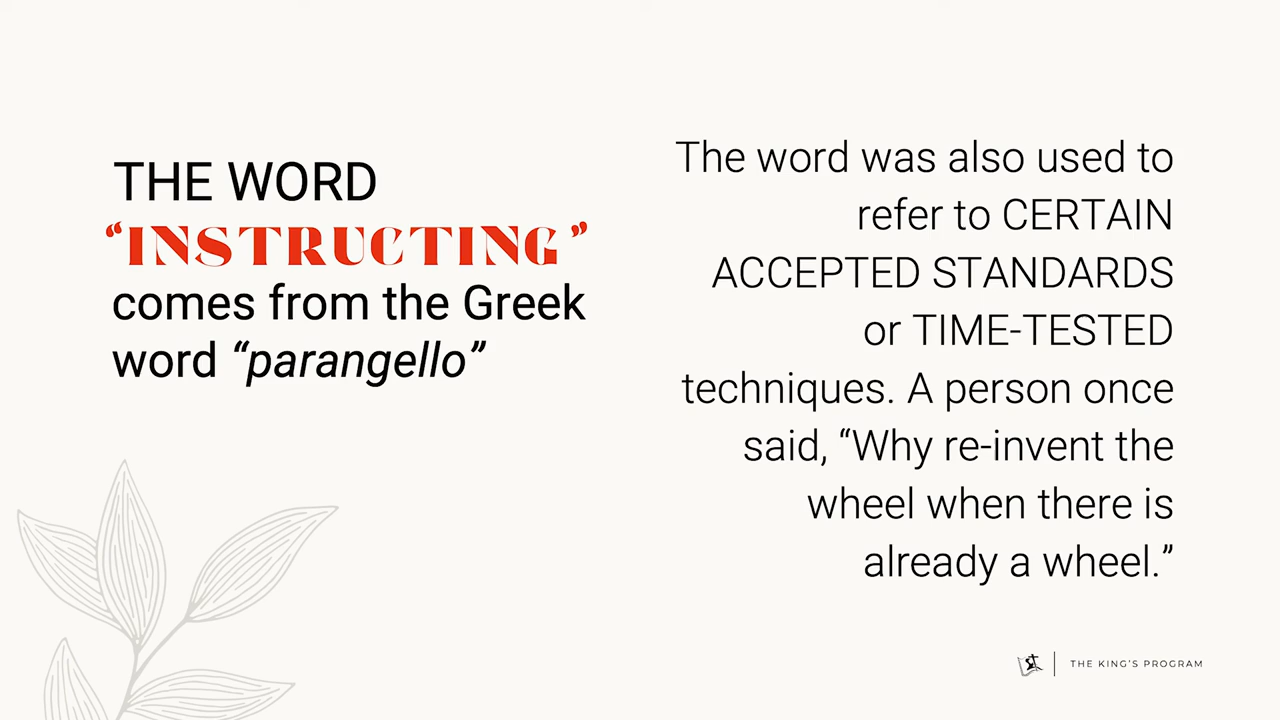 THE WORD
“INSTRUCTING”
comes from the Greek
word “parangello”
The word was also used to
refer to CERTAIN
ACCEPTED STANDARDS
or TIME-TESTED
techniques. A person once
said, “Why re-invent the
wheel when there is
already a wheel.”
THE KING'S PROGRAM